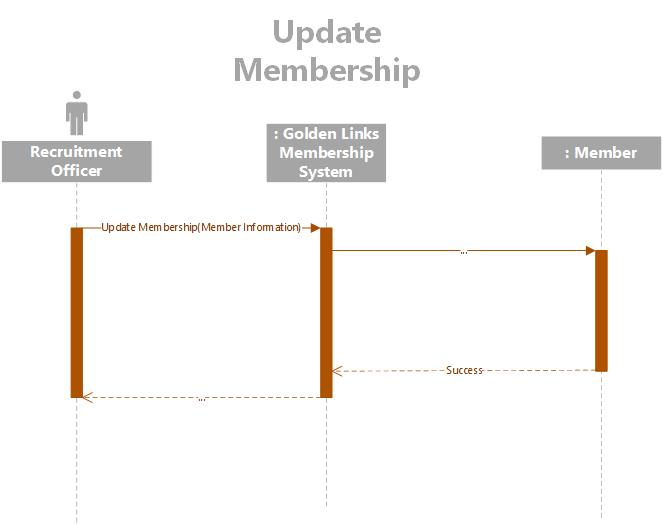 Update
Membership
Recruitment
Officer
: Golden Links
Membership
System
: Member
Update Membership(Member Information)
...
Success
...